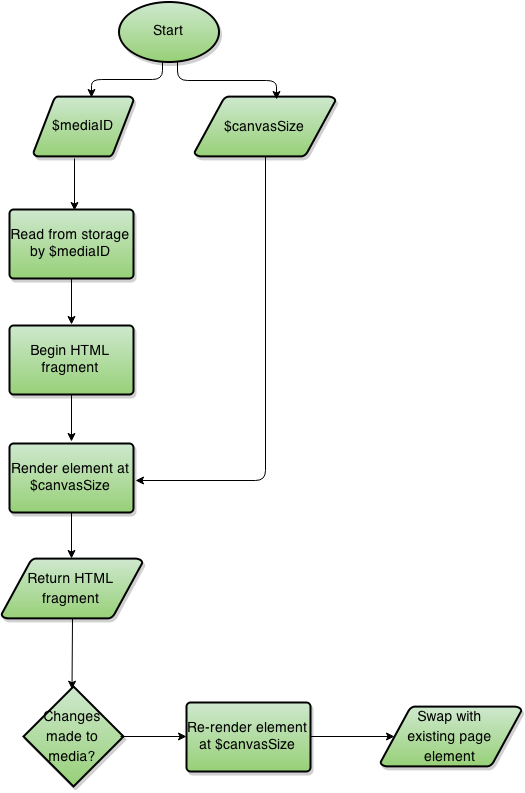 Start
$mediaID
$canvasSize
Read from storage
by $mediaID
Begin HTML
fragment
Render element at
$canvasSize
Return HTML
fragment
Changes
made to
media?
Re-render element
at $canvasSize
Swap with
existing page
element